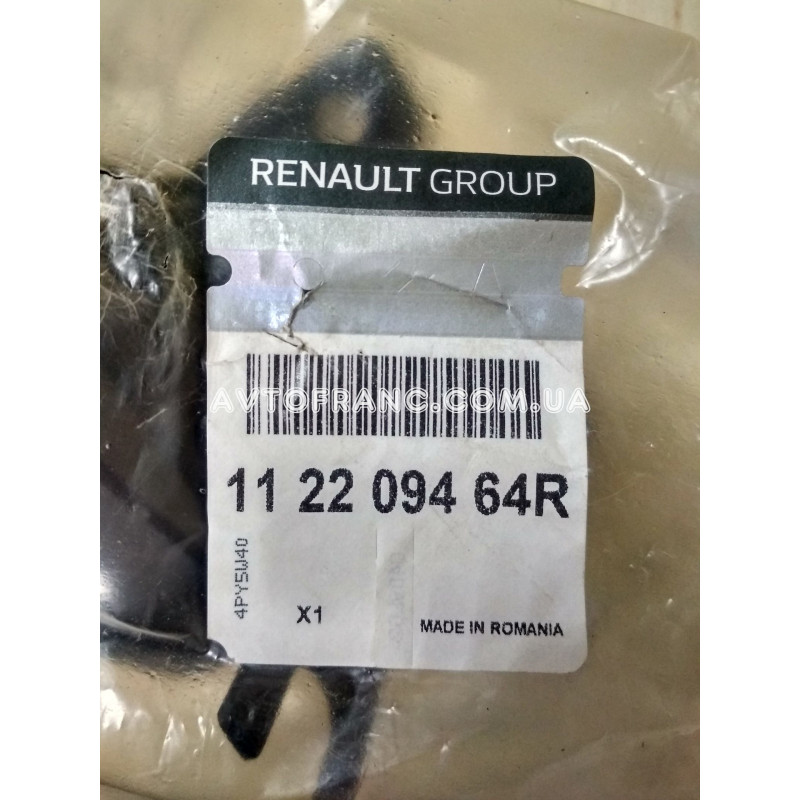 RENAULT GROUP
AVTOFRANC.COM.UA
11 22 094 64R
4PY5W40
X1
MADE IN ROMANIA